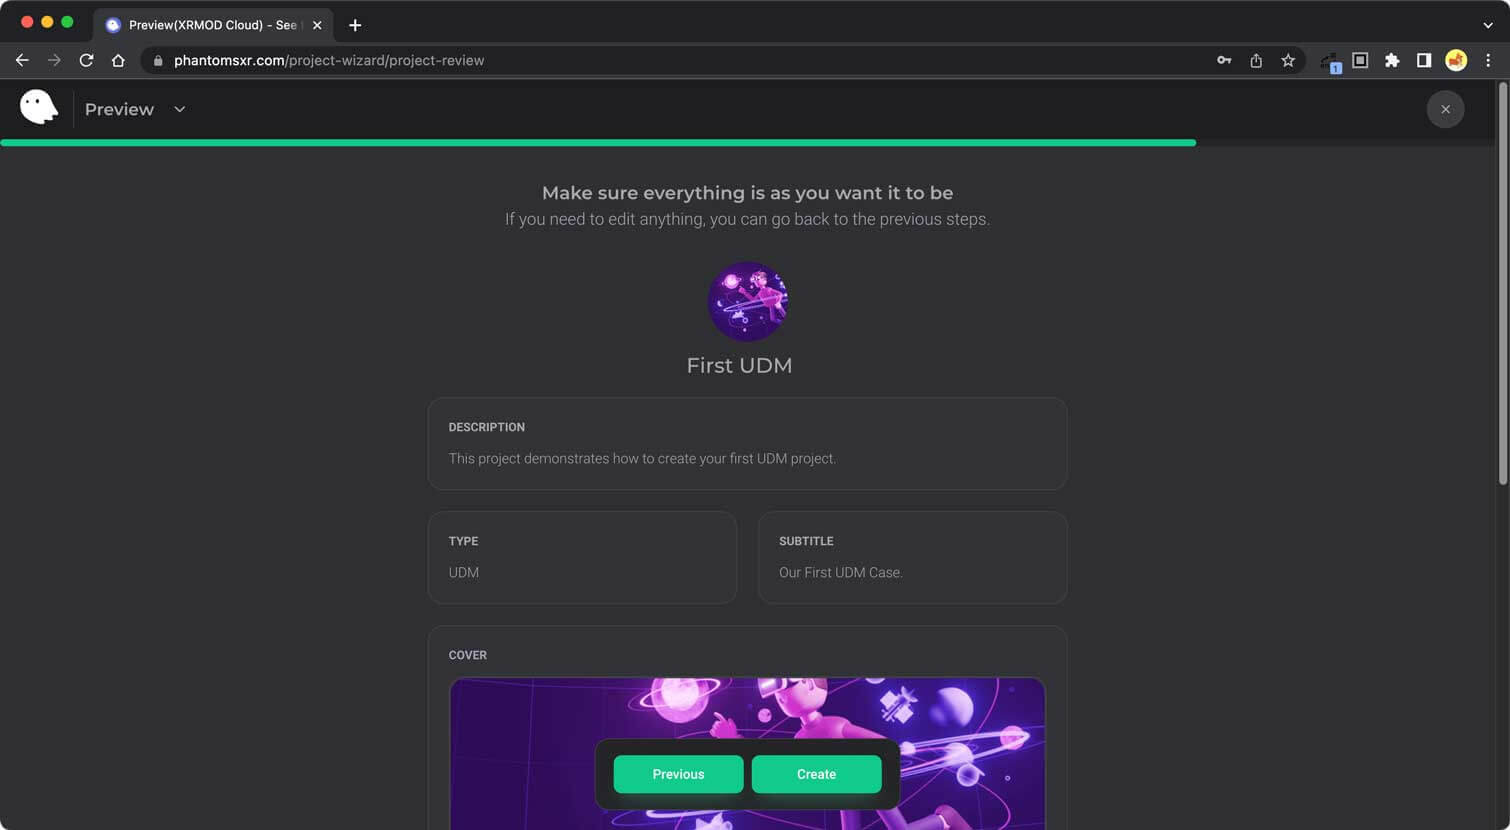 Preview(XRMOD Cloud) - See
phantomsxr.com/project-wizard/project-review
1
Preview
Make sure everything is as you want it to be
If you need to edit anything, you can go back to the previous steps.
First UDM
DESCRIPTION
This project demonstrates how to create your first UDM project.
TYPE
UDM
SUBTITLE
Our First UDM Case.
COVER
Previous
Create